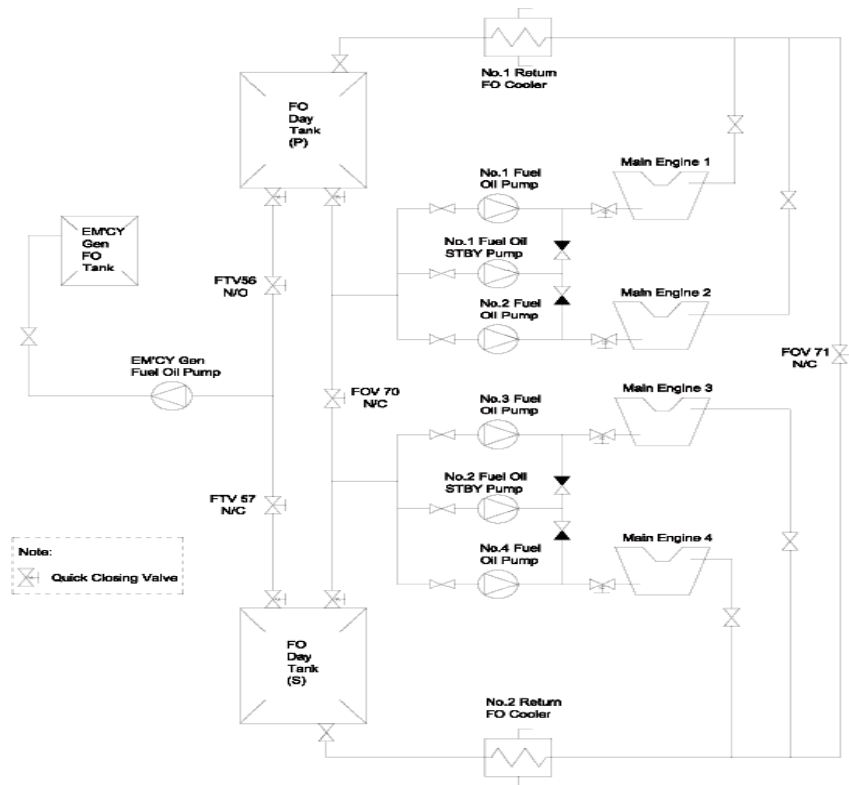 No.1 Return
FO Cooler
FO
Day
Tank
(P)
No.1 Fuel
Oil Pump
Main Engine 1
EM'CY
Gen
FO
Tank
No.1 Fuel Oil
STBY Pump
FTV56
N/O
No.2 Fuel
Oil Pump
Main Engine 2
FOV 71
N/C
EM'CY Gen
Fuel Oil Pump
FOV 70
N/C
No.3 Fuel
Oil Pump
Main Engine 3
No.2 Fuel Oil
STBY Pump
FTV 57
N/C
No.4 Fuel
Oil Pump
Main Engine 4
Note:
Quick Closing Valve
FO
Day
Tank
(S)
No.2 Return
FO Cooler